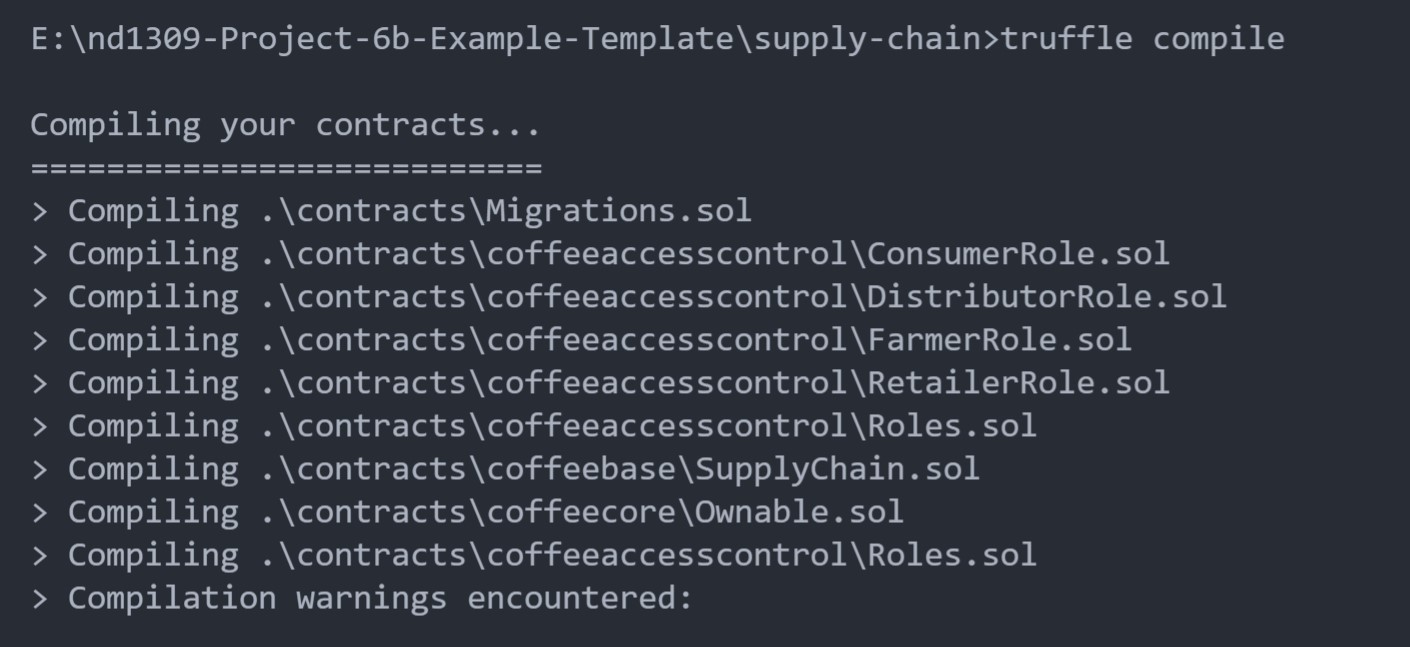 E:\nd1309-Project-6b-Example-Template\supply-chain>truffle compile
Compiling your contracts...
===========================
> Compiling .\contracts\Migrations.sol
> Compiling .\contracts\coffeeaccesscontrol\ConsumerRole.sol
> Compiling .\contracts\coffeeaccesscontrol\DistributorRole.sol
> Compiling .\contracts\coffeeaccesscontrol\FarmerRole.sol
> Compiling .\contracts\coffeeaccesscontrol\RetailerRole.sol
> Compiling .\contracts\coffeeaccesscontrol\Roles.sol
> Compiling .\contracts\coffeebase\SupplyChain.sol
> Compiling .\contracts\coffeecore\Ownable.sol
> Compiling .\contracts\coffeeaccesscontrol\Roles.sol
> Compilation warnings encountered: